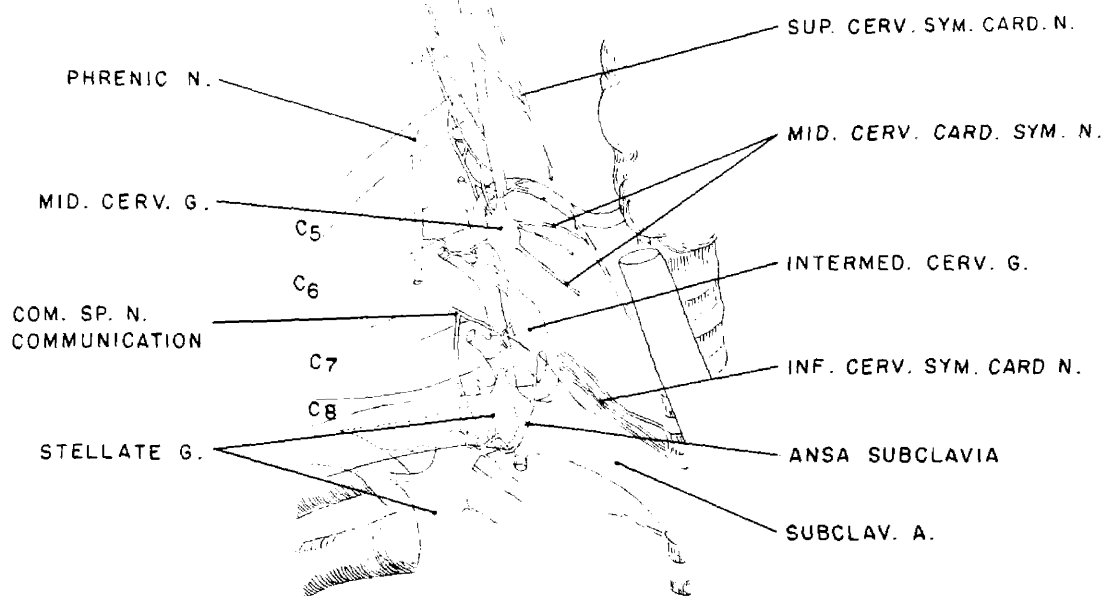 PHRENIC N.
MID. CERV. G.
C5
C6
COM. SP. N.
COMMUNICATION
C7
C8
STELLATE G.
SUP. CERV. SYM. CARD. N.
MID. CERV. CARD. SYM. N.
INTERMED. CERV. G.
INF. CERV. SYM. CARD N.
ANSA SUBCLAVIA
SUBCLAV. A.